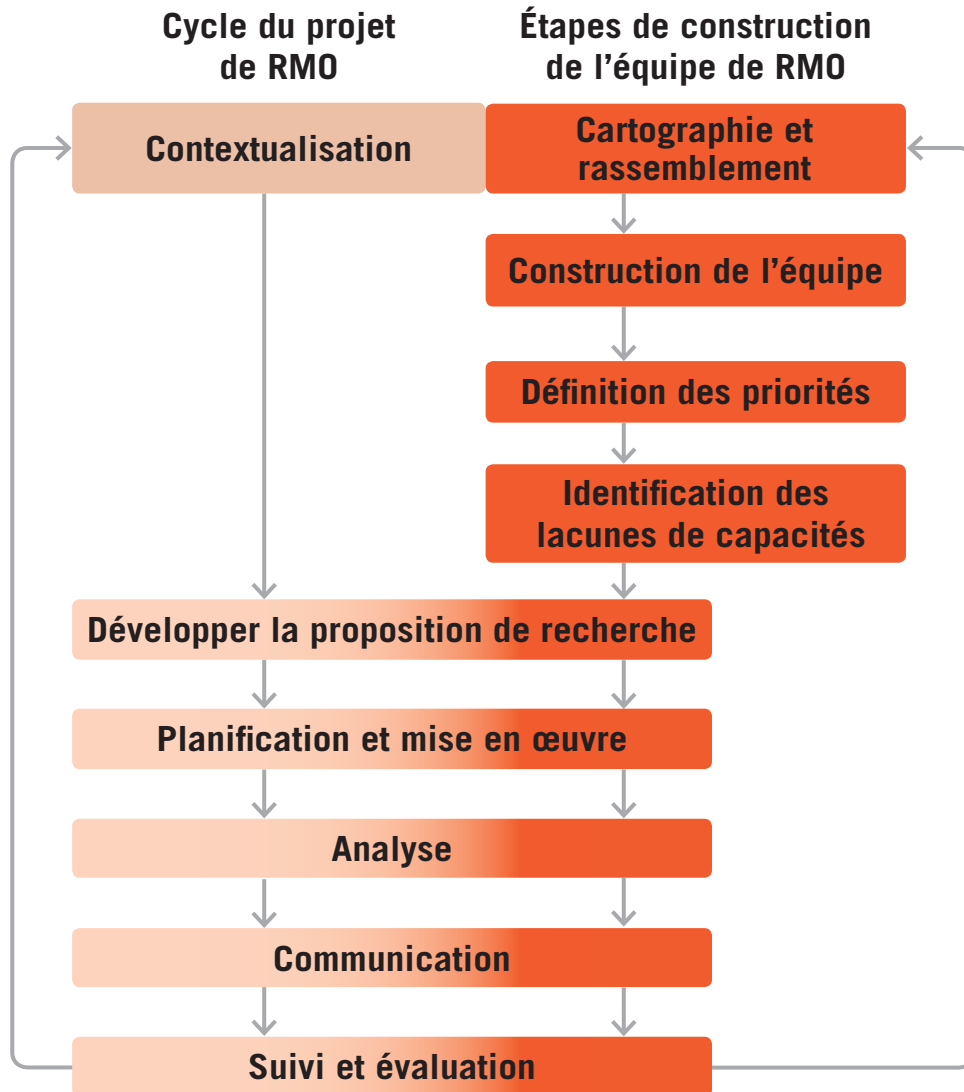 Cycle du projet
de RMO
Étapes de construction
de l’équipe de RMO
Contextualisation
Cartographie et
rassemblement
Construction de l’équipe
Définition des priorités
Identification des
lacunes de capacités
Développer la proposition de recherche
Planification et mise en œuvre
Analyse
Communication
Suivi et évaluation